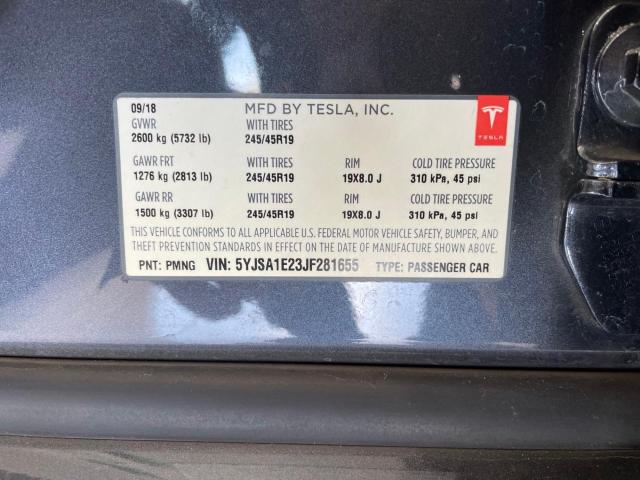 09/18 MFD BY TESLA, INC.
GVWR WITH TIRES
2600 kg (5732 lb) 245/45R19
TESLA
GAWR FRT WITH TIRES RIM COLD TIRE PRESSURE
1276 kg (2813 lb) 245/45R19 19X8.0 J 310 kPa, 45 psi
GAWR RR WITH TIRES RIM COLD TIRE PRESSURE
1500 kg (3307 lb) 245/45R19 19X8.0 J 310 kPa, 45 psi
THIS VEHICLE CONFORMS TO ALL APPLICABLE U.S. FEDERAL MOTOR VEHICLE SAFETY, BUMPER, AND
THEFT PREVENTION STANDARDS IN EFFECT ON THE DATE OF MANUFACTURE SHOWN ABOVE.
PNT: PMNG VIN: 5YJSA1E23JF281655 TYPE: PASSENGER CAR